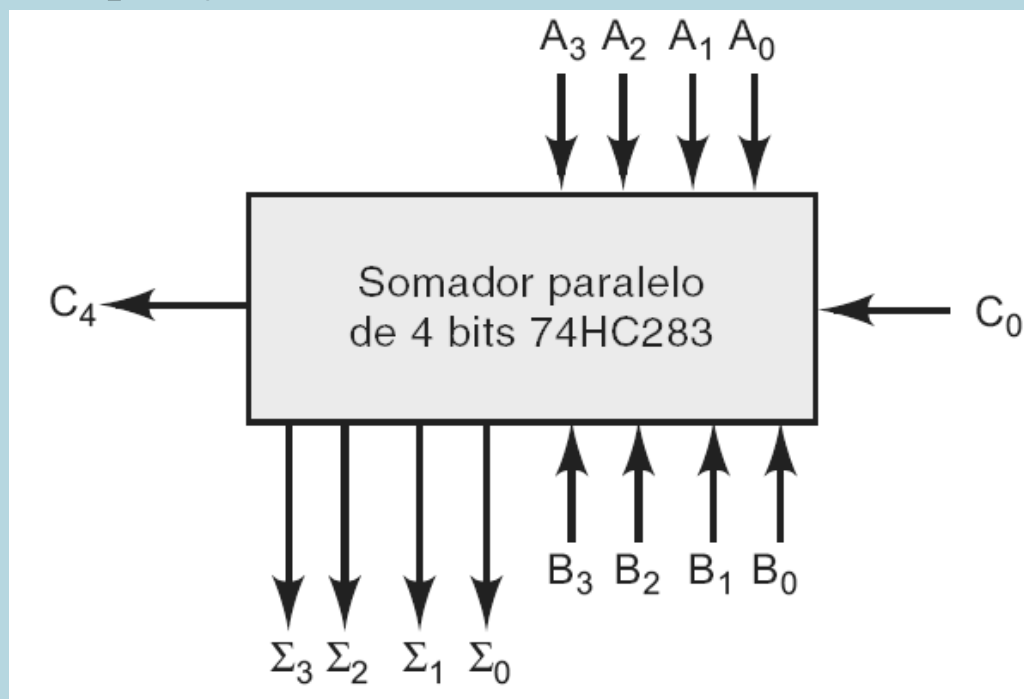 A₃ A₂ A₁ A₀
Somador paralelo
de 4 bits 74HC283
C₄
C₀
B₃ B₂ B₁ B₀
Σ₃ Σ₂ Σ₁ Σ₀